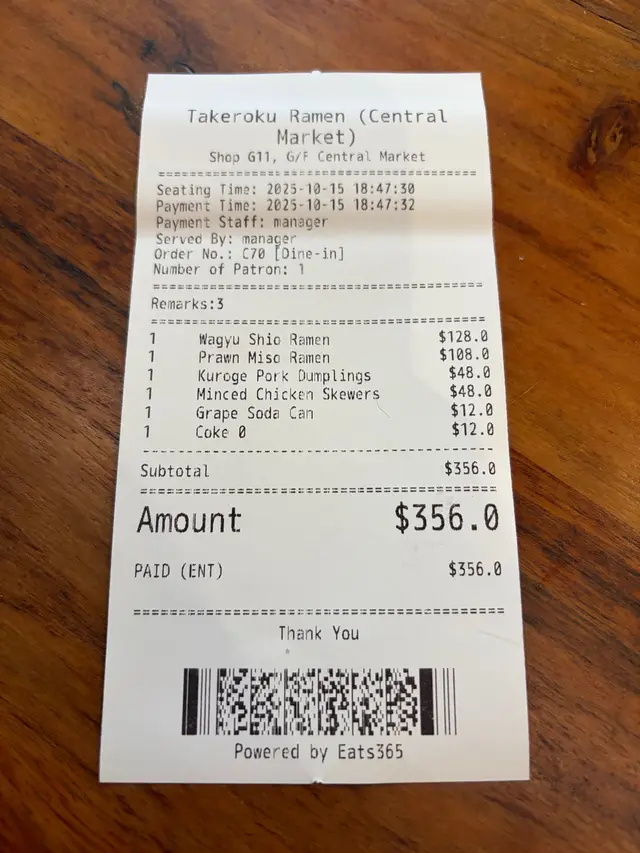 Takeroku Ramen (Central
Market)
Shop G11, G/F Central Market
Seating Time: 2025-10-15 18:47:30
Payment Time: 2025-10-15 18:47:32
Payment Staff: manager
Served By: manager
Order No.: C70 [Dine-in]
Number of Patron: 1
Remarks:3
1 Wagyu Shio Ramen $128.0
1 Prawn Miso Ramen $108.0
1 Kuroge Pork Dumplings $48.0
1 Minced Chicken Skewers $48.0
1 Grape Soda Can $12.0
1 Coke 0 $12.0
Subtotal $356.0
Amount $356.0
PAID (ENT) $356.0
Thank You
Powered by Eats365